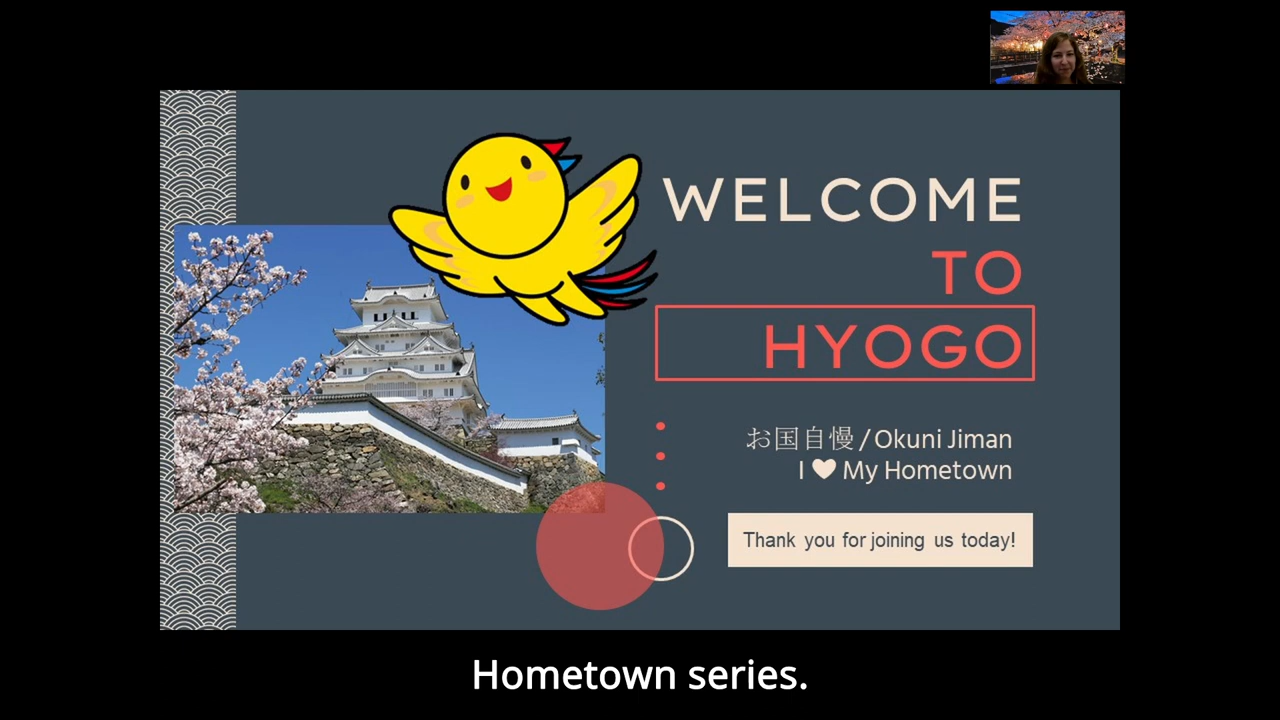 WELCOME
TO
HYOGO
お国自慢/Okuni Jiman
I ♥ My Hometown
Thank you for joining us today!
Hometown series.